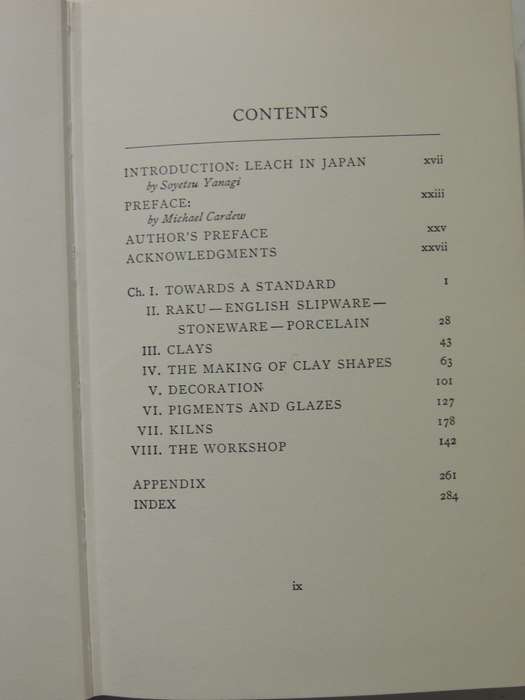 CONTENTS
INTRODUCTION: LEACH IN JAPAN xvii
by Soyetsu Yanagi
PREFACE: xxiii
by Michael Cardew
AUTHOR'S PREFACE xxv
ACKNOWLEDGMENTS xxvii
Ch. I. TOWARDS A STANDARD 1
II. RAKU—ENGLISH SLIPWARE—
STONEWARE—PORCELAIN 28
III. CLAYS 43
IV. THE MAKING OF CLAY SHAPES 63
V. DECORATION 101
VI. PIGMENTS AND GLAZES 127
VII. KILNS 178
VIII. THE WORKSHOP 142
APPENDIX 261
INDEX 284
ix